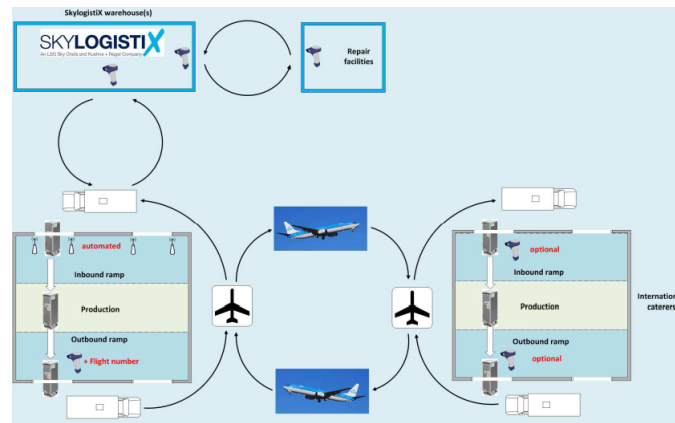 SkylogistiX warehouse(s)
SKYLOGISTIX
An LSG Sky Chefs and Kuehne + Nagel Company
Repair
facilities
automated
Inbound ramp
Production
Outbound ramp
+ Flight number
optional
Inbound ramp
Production
Outbound ramp
optional
Internation
caterers